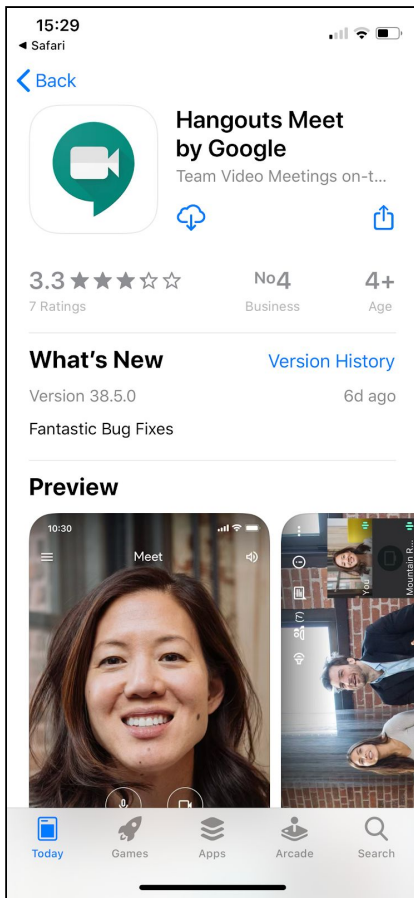 15:29
Safari
Back
Hangouts Meet
by Google
Team Video Meetings on-t...
3.3
No4
4+
7 Ratings
Business
Age
What's New
Version History
Version 38.5.0
6d ago
Fantastic Bug Fixes
Preview
10:30
Meet
(7)
You
Mountain R...
Today
Games
Apps
Arcade
Search